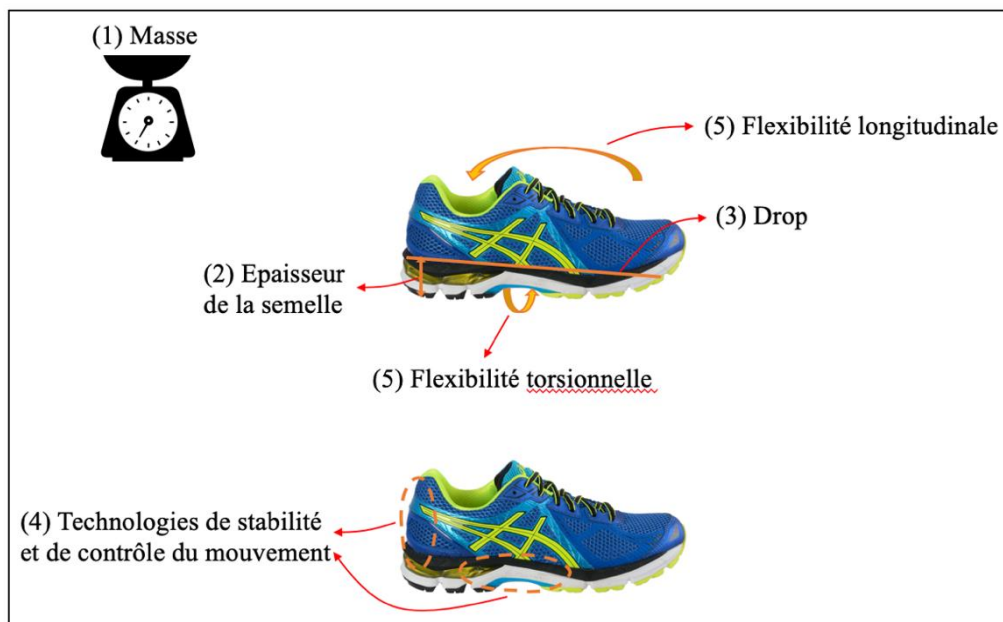 (1) Masse
(5) Flexibilité longitudinale
(3) Drop
(2) Epaisseur
de la semelle
(5) Flexibilité torsionnelle
(4) Technologies de stabilité
et de contrôle du mouvement